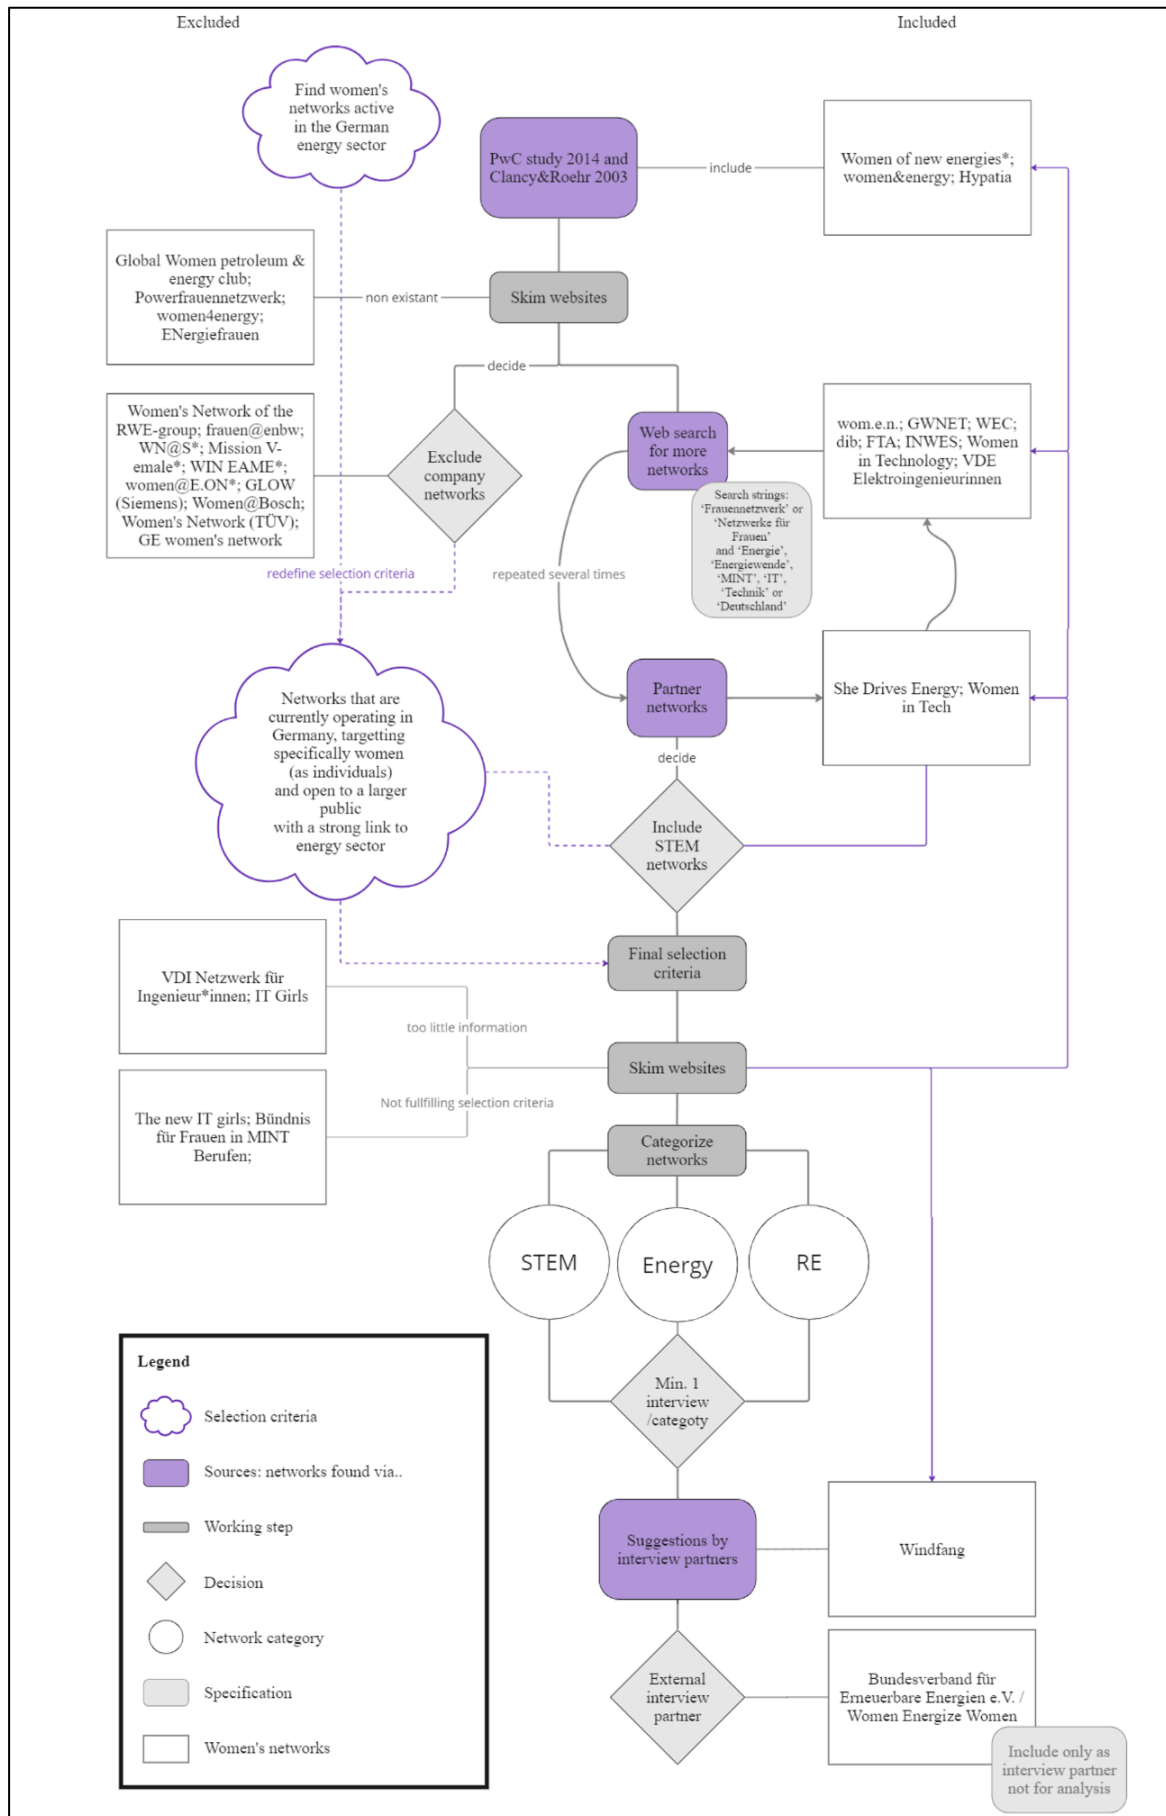 Excluded
Included
Find women's
networks active
in the German
energy sector
PwC study 2014 and
Clancy&Roehr 2003
include
Women of new energies*;
women&energy; Hypatia
Global Women petroleum &
energy club;
Powerfrauennetzwerk;
women4energy;
ENergiefrauen
non existant
Skim websites
decide
Women's Network of the
RWE-group; frauen@enbw;
WN@S*; Mission V-
emale*; WIN EAME*;
women@E.ON*; GLOW
(Siemens); Women@Bosch;
Women's Network (TÜV);
GE women's network
Exclude
company
networks
Web search
for more
networks
wom.e.n.; GWNET; WEC;
dib; FTA; INWES; Women
in Technology; VDE
Elektroingenieurinnen
Search strings:
‘Frauennetzwerk’ or
‘Netzwerke für
Frauen’
and ‘Energie’,
‘Energiewende’,
‘MINT’, ‘IT’,
‘Technik’ or
‘Deutschland’
redefine selection criteria
repeated several times
Networks that are
currently operating in
Germany, targetting
specifically women
(as individuals)
and open to a larger
public
with a strong link to
energy sector
Partner
networks
She Drives Energy; Women
in Tech
decide
Include
STEM
networks
Final selection
criteria
VDI Netzwerk für
Ingenieur*innen; IT Girls
too little information
Skim websites
Not fullfilling selection criteria
The new IT girls; Bündnis
für Frauen in MINT
Berufen;
Categorize
networks
STEM
Energy
RE
Min. 1
interview
/categoty
Suggestions by
interview partners
Windfang
External
interview
partner
Bundesverband für
Erneuerbare Energien e.V. /
Women Energize Women
Include only as
interview partner
not for analysis
Legend
Selection criteria
Sources: networks found via..
Working step
Decision
Network category
Specification
Women's networks